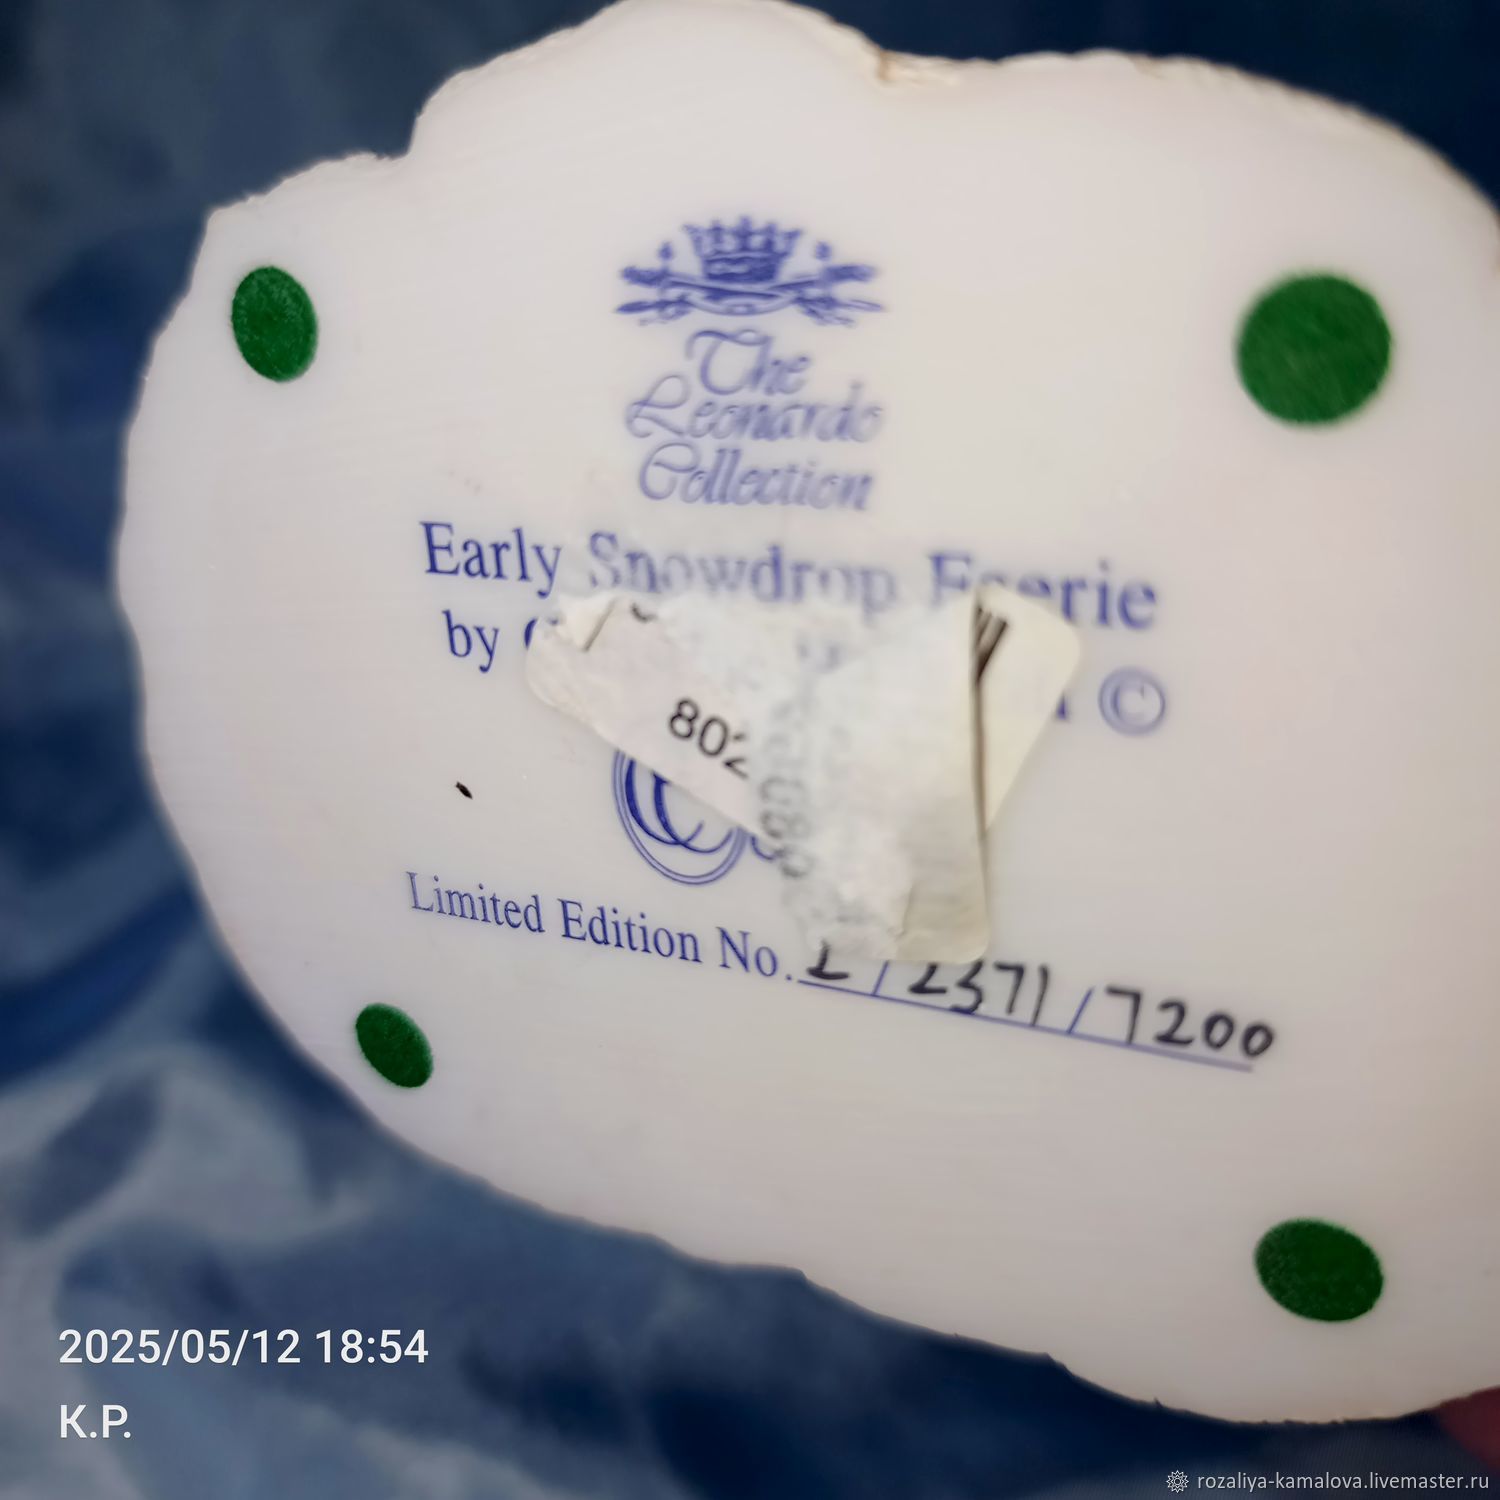 The
Leonardo
Collection
Early Snowdrop Faerie
by
©
802
Limited Edition No. / 2371 / 7200
2025/05/12 18:54
K.P.
rozaliya-kamalova.livemaster.ru